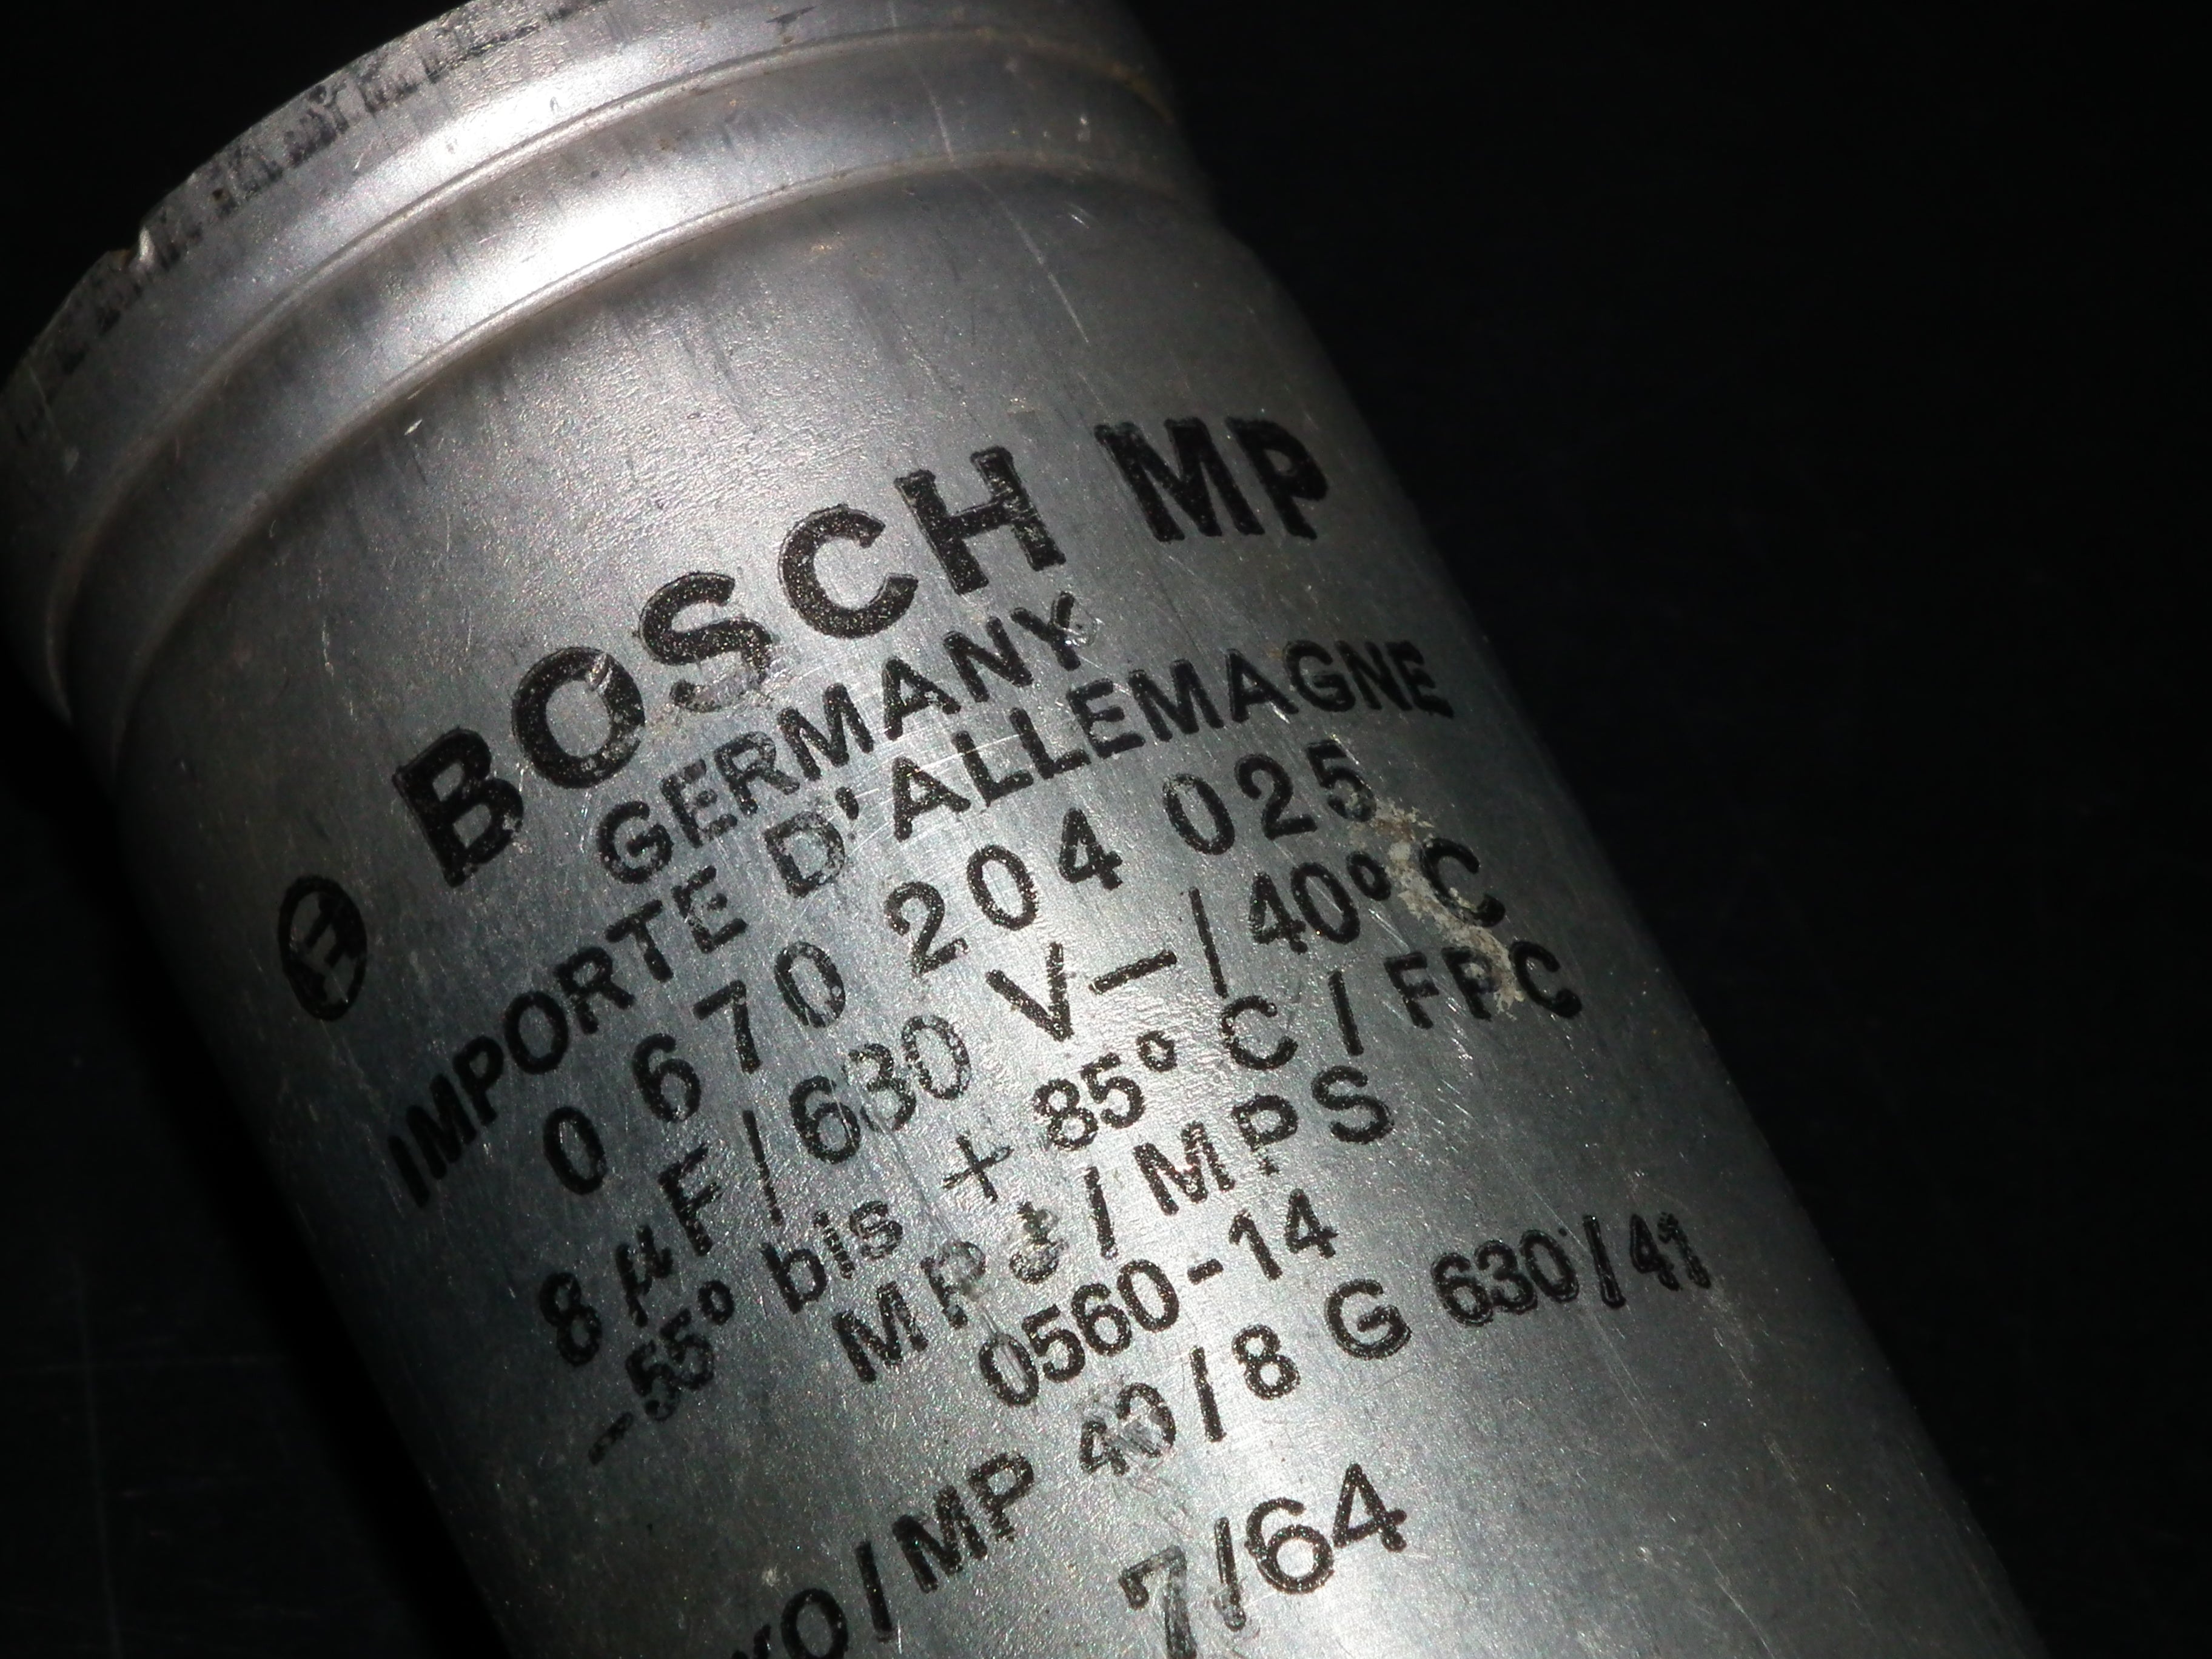 BOSCH MP
GERMANY
IMPORTE D'ALLEMAGNE
0 670 204 025
8 µF/630 V—/40° C
-55° bis + 85° C / FPC
MP / MPS
0560-14
O/MP 40/8 G 630/41
7/64